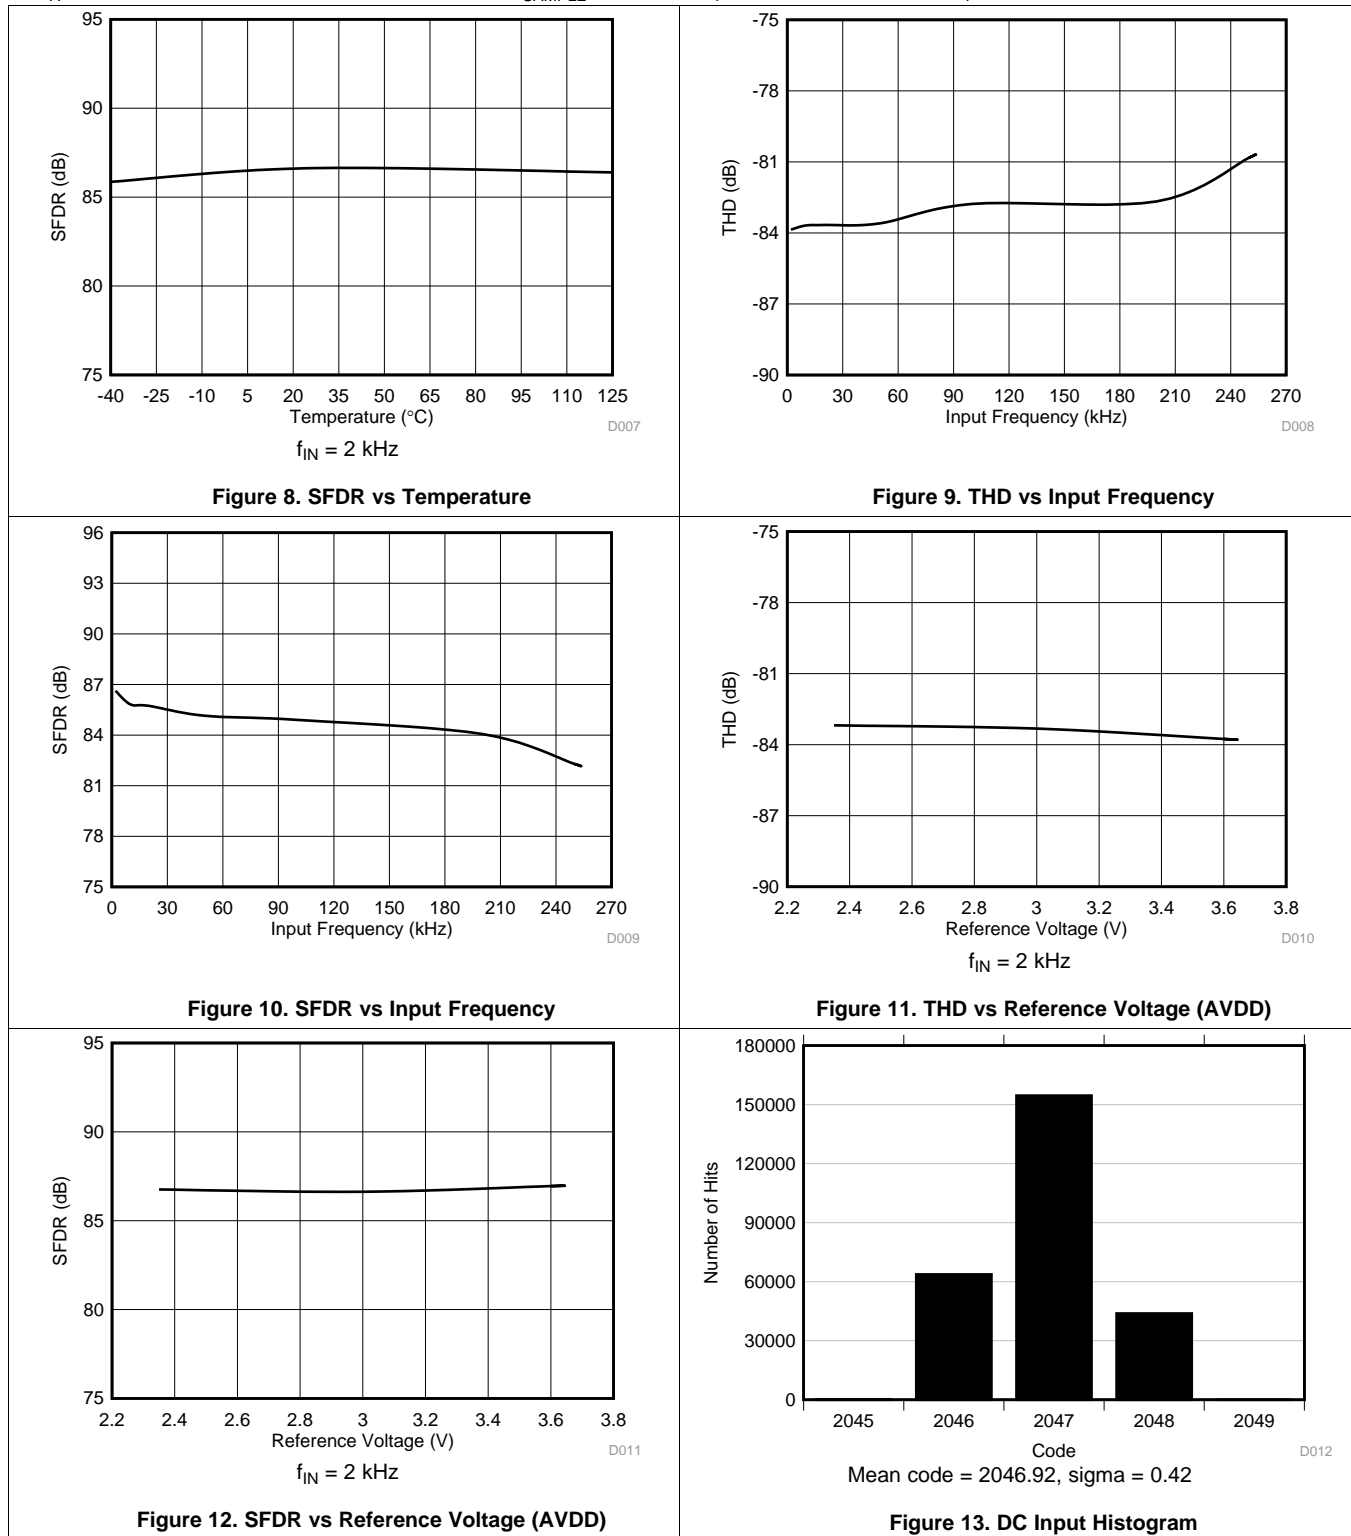 95
90
85
80
75
SFDR (dB)
-40 -25 -10 5 20 35 50 65 80 95 110 125
Temperature (°C)
D007
fIN = 2 kHz
Figure 8. SFDR vs Temperature
-75
-78
-81
-84
-87
-90
THD (dB)
0 30 60 90 120 150 180 210 240 270
Input Frequency (kHz)
D008
Figure 9. THD vs Input Frequency
96
93
90
87
84
81
78
75
SFDR (dB)
0 30 60 90 120 150 180 210 240 270
Input Frequency (kHz)
D009
Figure 10. SFDR vs Input Frequency
-75
-78
-81
-84
-87
-90
THD (dB)
2.2 2.4 2.6 2.8 3 3.2 3.4 3.6 3.8
Reference Voltage (V)
D010
fIN = 2 kHz
Figure 11. THD vs Reference Voltage (AVDD)
95
90
85
80
75
SFDR (dB)
2.2 2.4 2.6 2.8 3 3.2 3.4 3.6 3.8
Reference Voltage (V)
D011
fIN = 2 kHz
Figure 12. SFDR vs Reference Voltage (AVDD)
180000
150000
120000
90000
60000
30000
0
Number of Hits
2045 2046 2047 2048 2049
Code
D012
Mean code = 2046.92, sigma = 0.42
Figure 13. DC Input Histogram